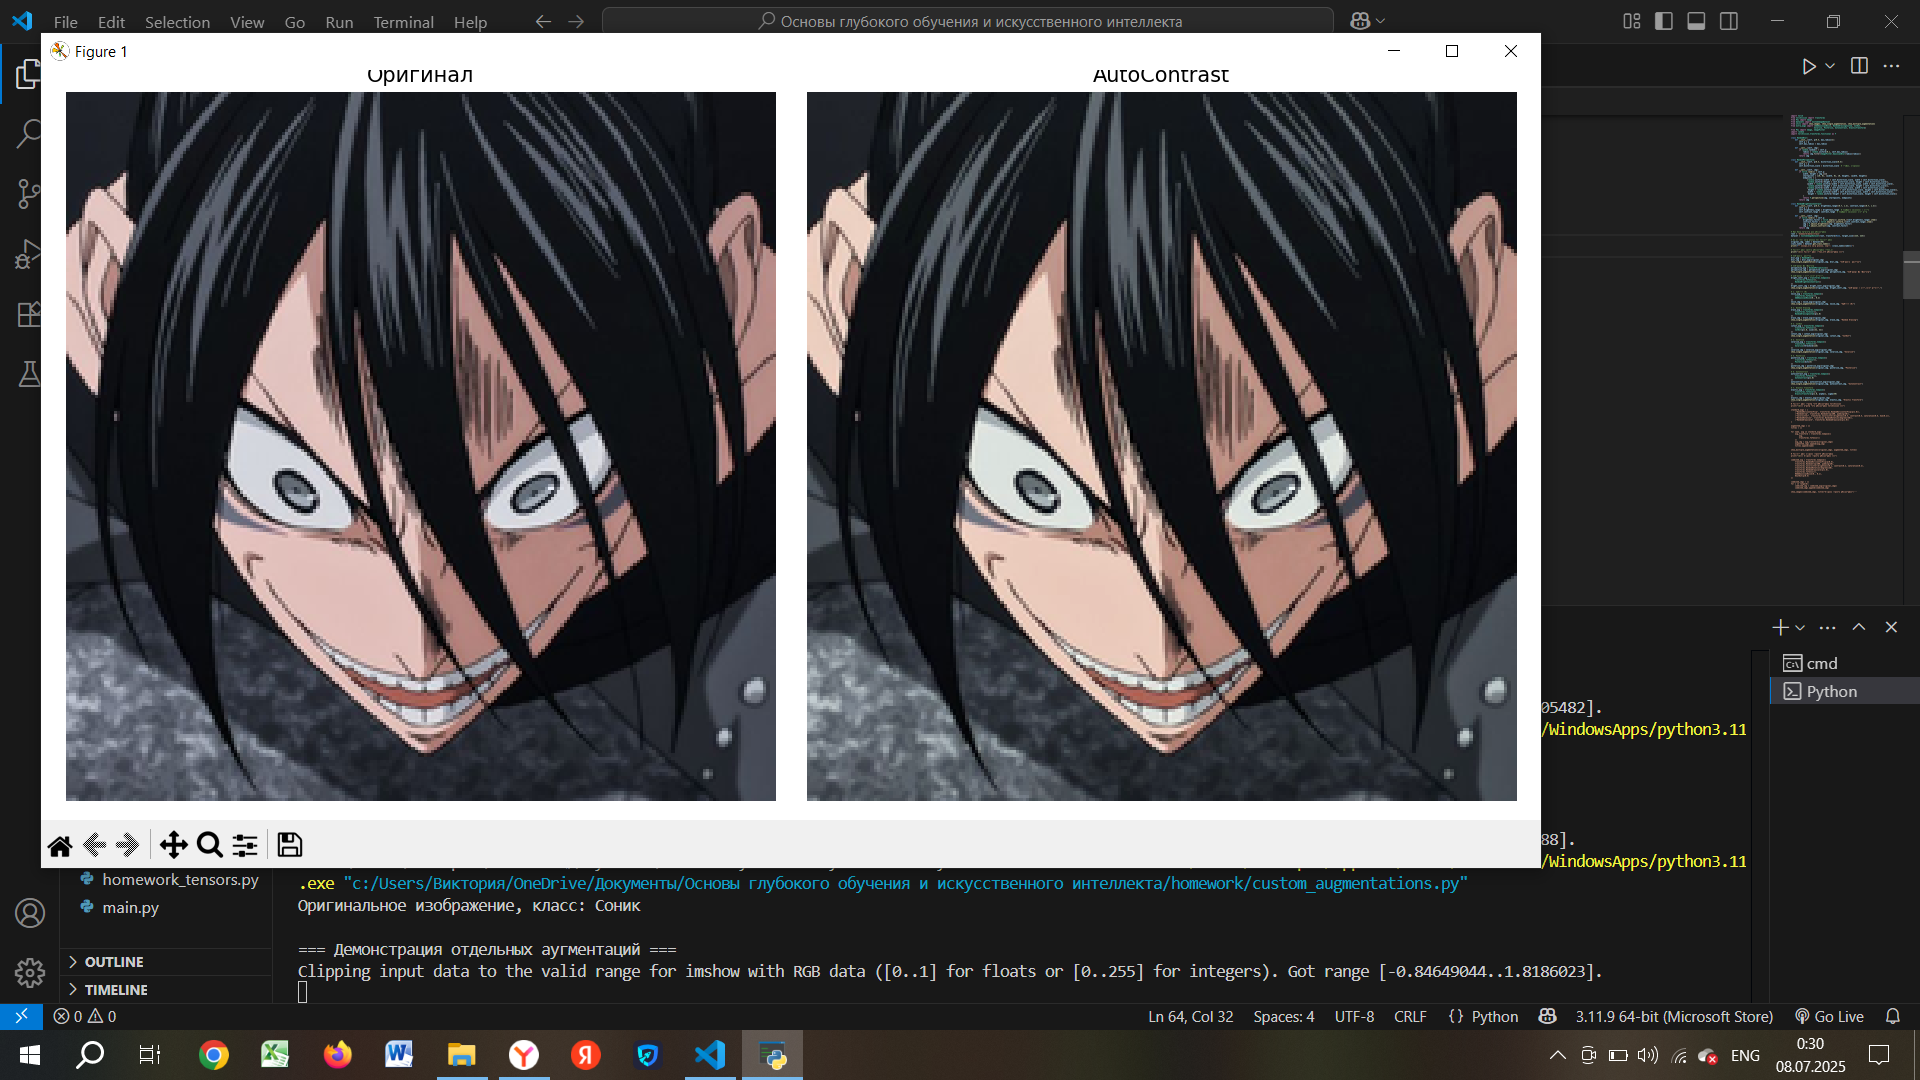 File Edit Selection View Go Run Terminal Help
Основы глубокого обучения и искусственного интеллекта
Figure 1
Оригинал
AutoContrast
cmd
Python
05482].
/WindowsApps/python3.11
88].
/WindowsApps/python3.11
.exe "c:/Users/Виктория/OneDrive/Документы/Основы глубокого обучения и искусственного интеллекта/homework/custom_augmentations.py"
Оригинальное изображение, класс: Соник
=== Демонстрация отдельных аугментаций ===
Clipping input data to the valid range for imshow with RGB data ([0..1] for floats or [0..255] for integers). Got range [-0.84649044..1.8186023].
homework_tensors.py
main.py
OUTLINE
TIMELINE
0 0
Ln 64, Col 32 Spaces: 4 UTF-8 CRLF {} Python 3.11.9 64-bit (Microsoft Store) Go Live
ENG
0:30
08.07.2025